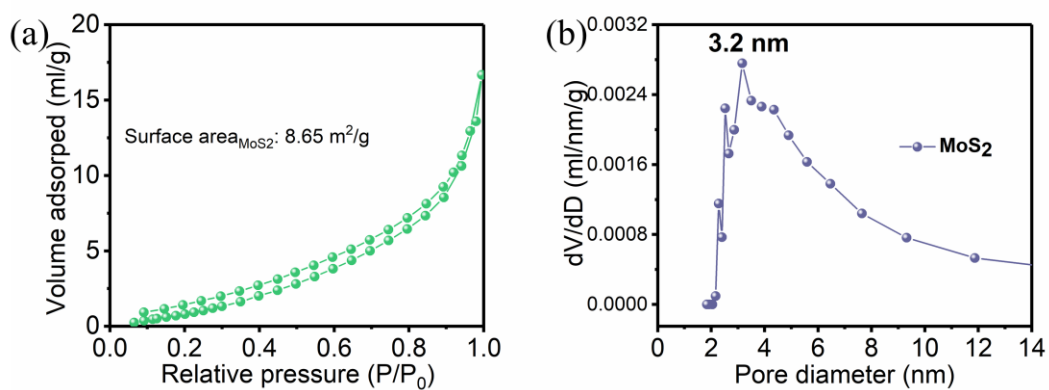 (a)
20
15
10
5
0
Volume adsorped (ml/g)
Surface area_MoS2: 8.65 m²/g
0.0 0.2 0.4 0.6 0.8 1.0
Relative pressure (P/P₀)
(b)
0.0032
0.0024
0.0016
0.0008
0.0000
dV/dD (ml/nm/g)
3.2 nm
MoS₂
0 2 4 6 8 10 12 14
Pore diameter (nm)